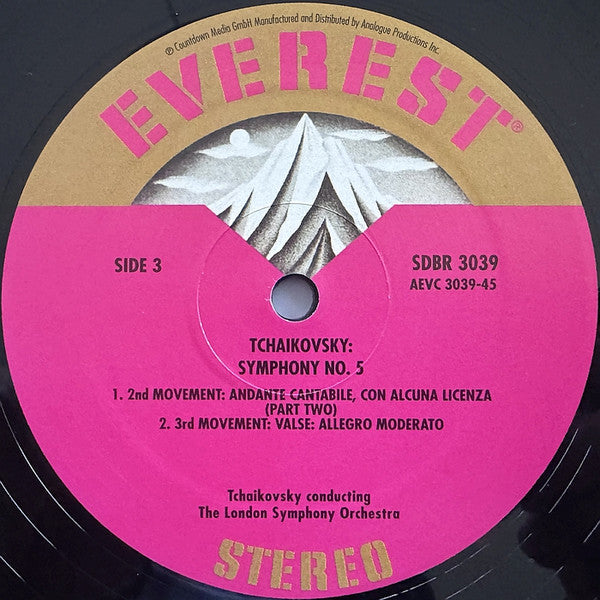 ℗ Countdown Media GmbH Manufactured and Distributed by Analogue Productions Inc.
EVEREST®
SIDE 3
SDBR 3039
AEVC 3039-45
TCHAIKOVSKY:
SYMPHONY NO. 5
1. 2nd MOVEMENT: ANDANTE CANTABILE, CON ALCUNA LICENZA
(PART TWO)
2. 3rd MOVEMENT: VALSE: ALLEGRO MODERATO
Tchaikovsky conducting
The London Symphony Orchestra
STEREO